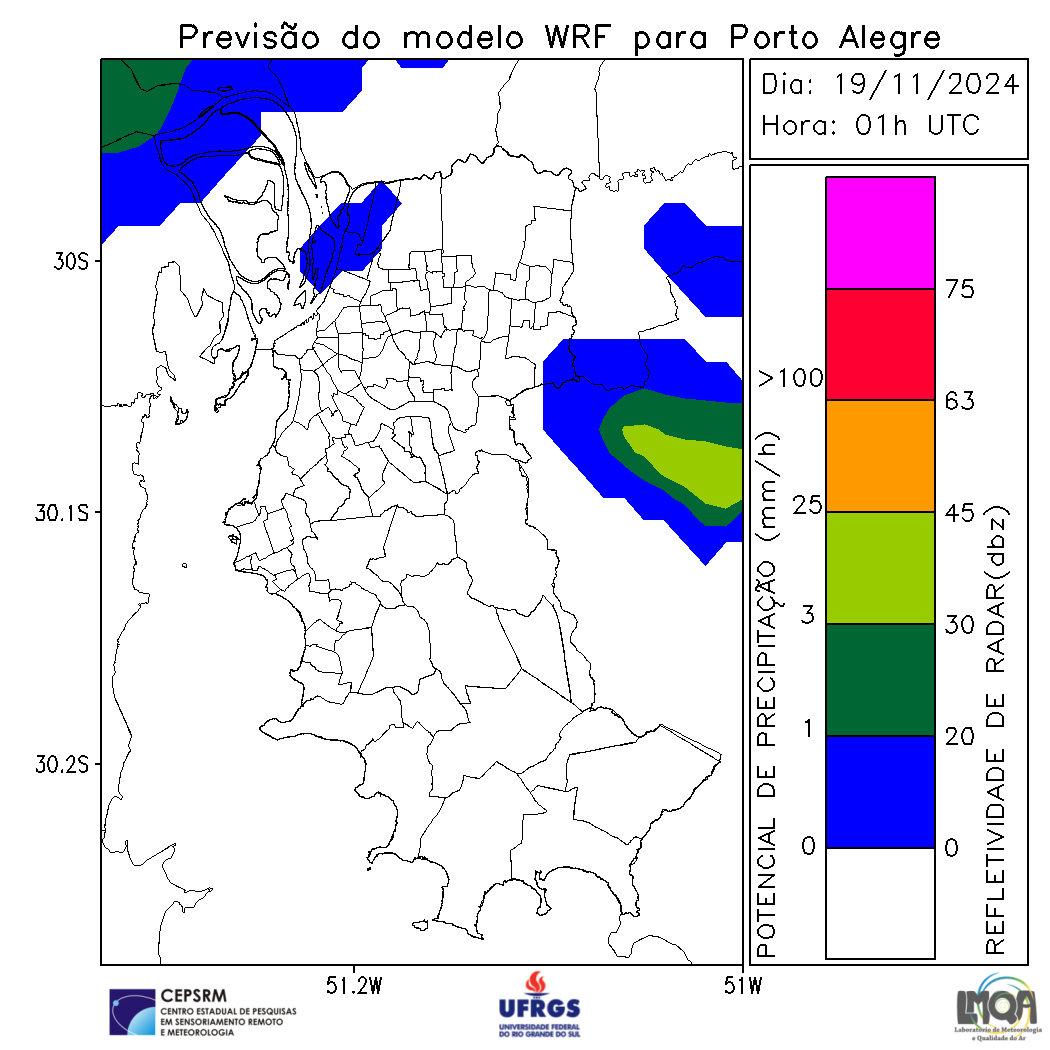 Previsão do modelo WRF para Porto Alegre
Dia: 19/11/2024
Hora: 01h UTC
30S
30.1S
30.2S
51.2W
51W
POTENCIAL DE PRECIPITAÇÃO (mm/h)
>100
25
3
1
0
75
63
45
30
20
0
REFLETIVIDADE DE RADAR(dbz)
CEPSRM
CENTRO ESTADUAL DE PESQUISAS
EM SENSORIAMENTO REMOTO
E METEOROLOGIA
UFRGS
UNIVERSIDADE FEDERAL
DO RIO GRANDE DO SUL
LMQA
Laboratório de Meteorologia
e Qualidade do Ar